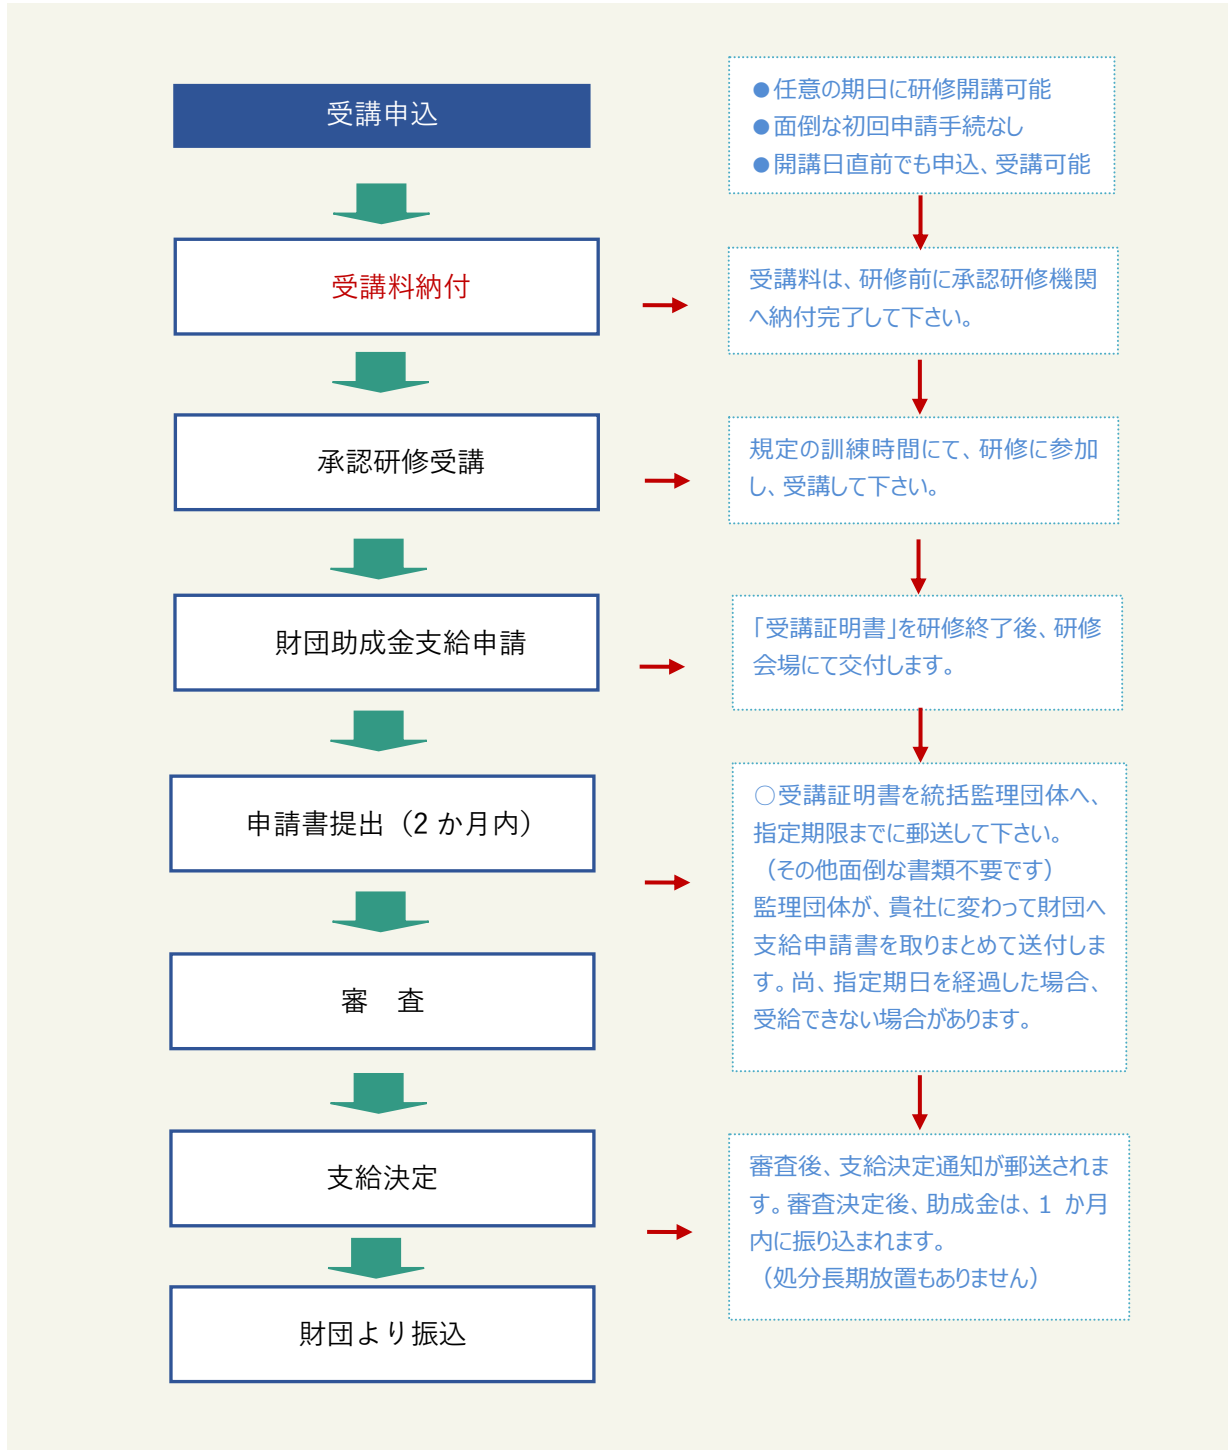 受講申込
●任意の期日に研修開講可能
●面倒な初回申請手続なし
●開講日直前でも申込、受講可能
受講料納付
受講料は、研修前に承認研修機関
へ納付完了して下さい。
承認研修受講
規定の訓練時間にて、研修に参加
し、受講して下さい。
財団助成金支給申請
「受講証明書」を研修終了後、研修
会場にて交付します。
申請書提出（2 か月内）
○受講証明書を統括監理団体へ、
指定期限までに郵送して下さい。
（その他面倒な書類不要です）
監理団体が、貴社に変わって財団へ
支給申請書を取りまとめて送付しま
す。尚、指定期日を経過した場合、
受給できない場合があります。
審　査
支給決定
審査後、支給決定通知が郵送されま
す。審査決定後、助成金は、1 か月
内に振り込まれます。
（処分長期放置もありません）
財団より振込